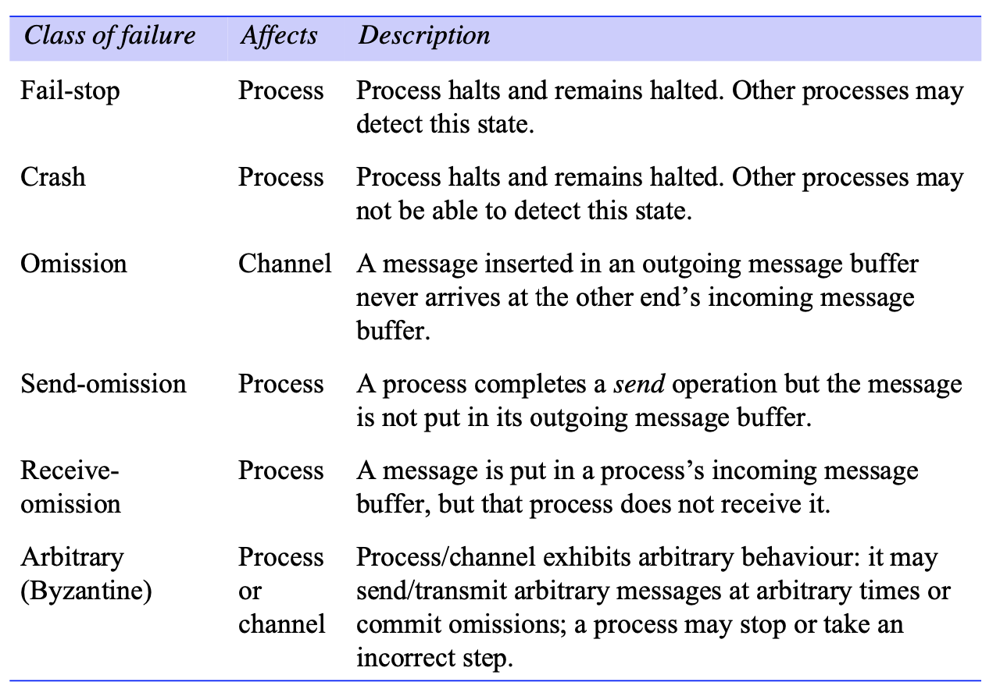 Class of failure Affects Description
Fail-stop Process Process halts and remains halted. Other processes may
detect this state.
Crash Process Process halts and remains halted. Other processes may
not be able to detect this state.
Omission Channel A message inserted in an outgoing message buffer
never arrives at the other end’s incoming message
buffer.
Send-omission Process A process completes a send operation but the message
is not put in its outgoing message buffer.
Receive- Process A message is put in a process’s incoming message
omission buffer, but that process does not receive it.
Arbitrary Process Process/channel exhibits arbitrary behaviour: it may
(Byzantine) or send/transmit arbitrary messages at arbitrary times or
channel commit omissions; a process may stop or take an
incorrect step.